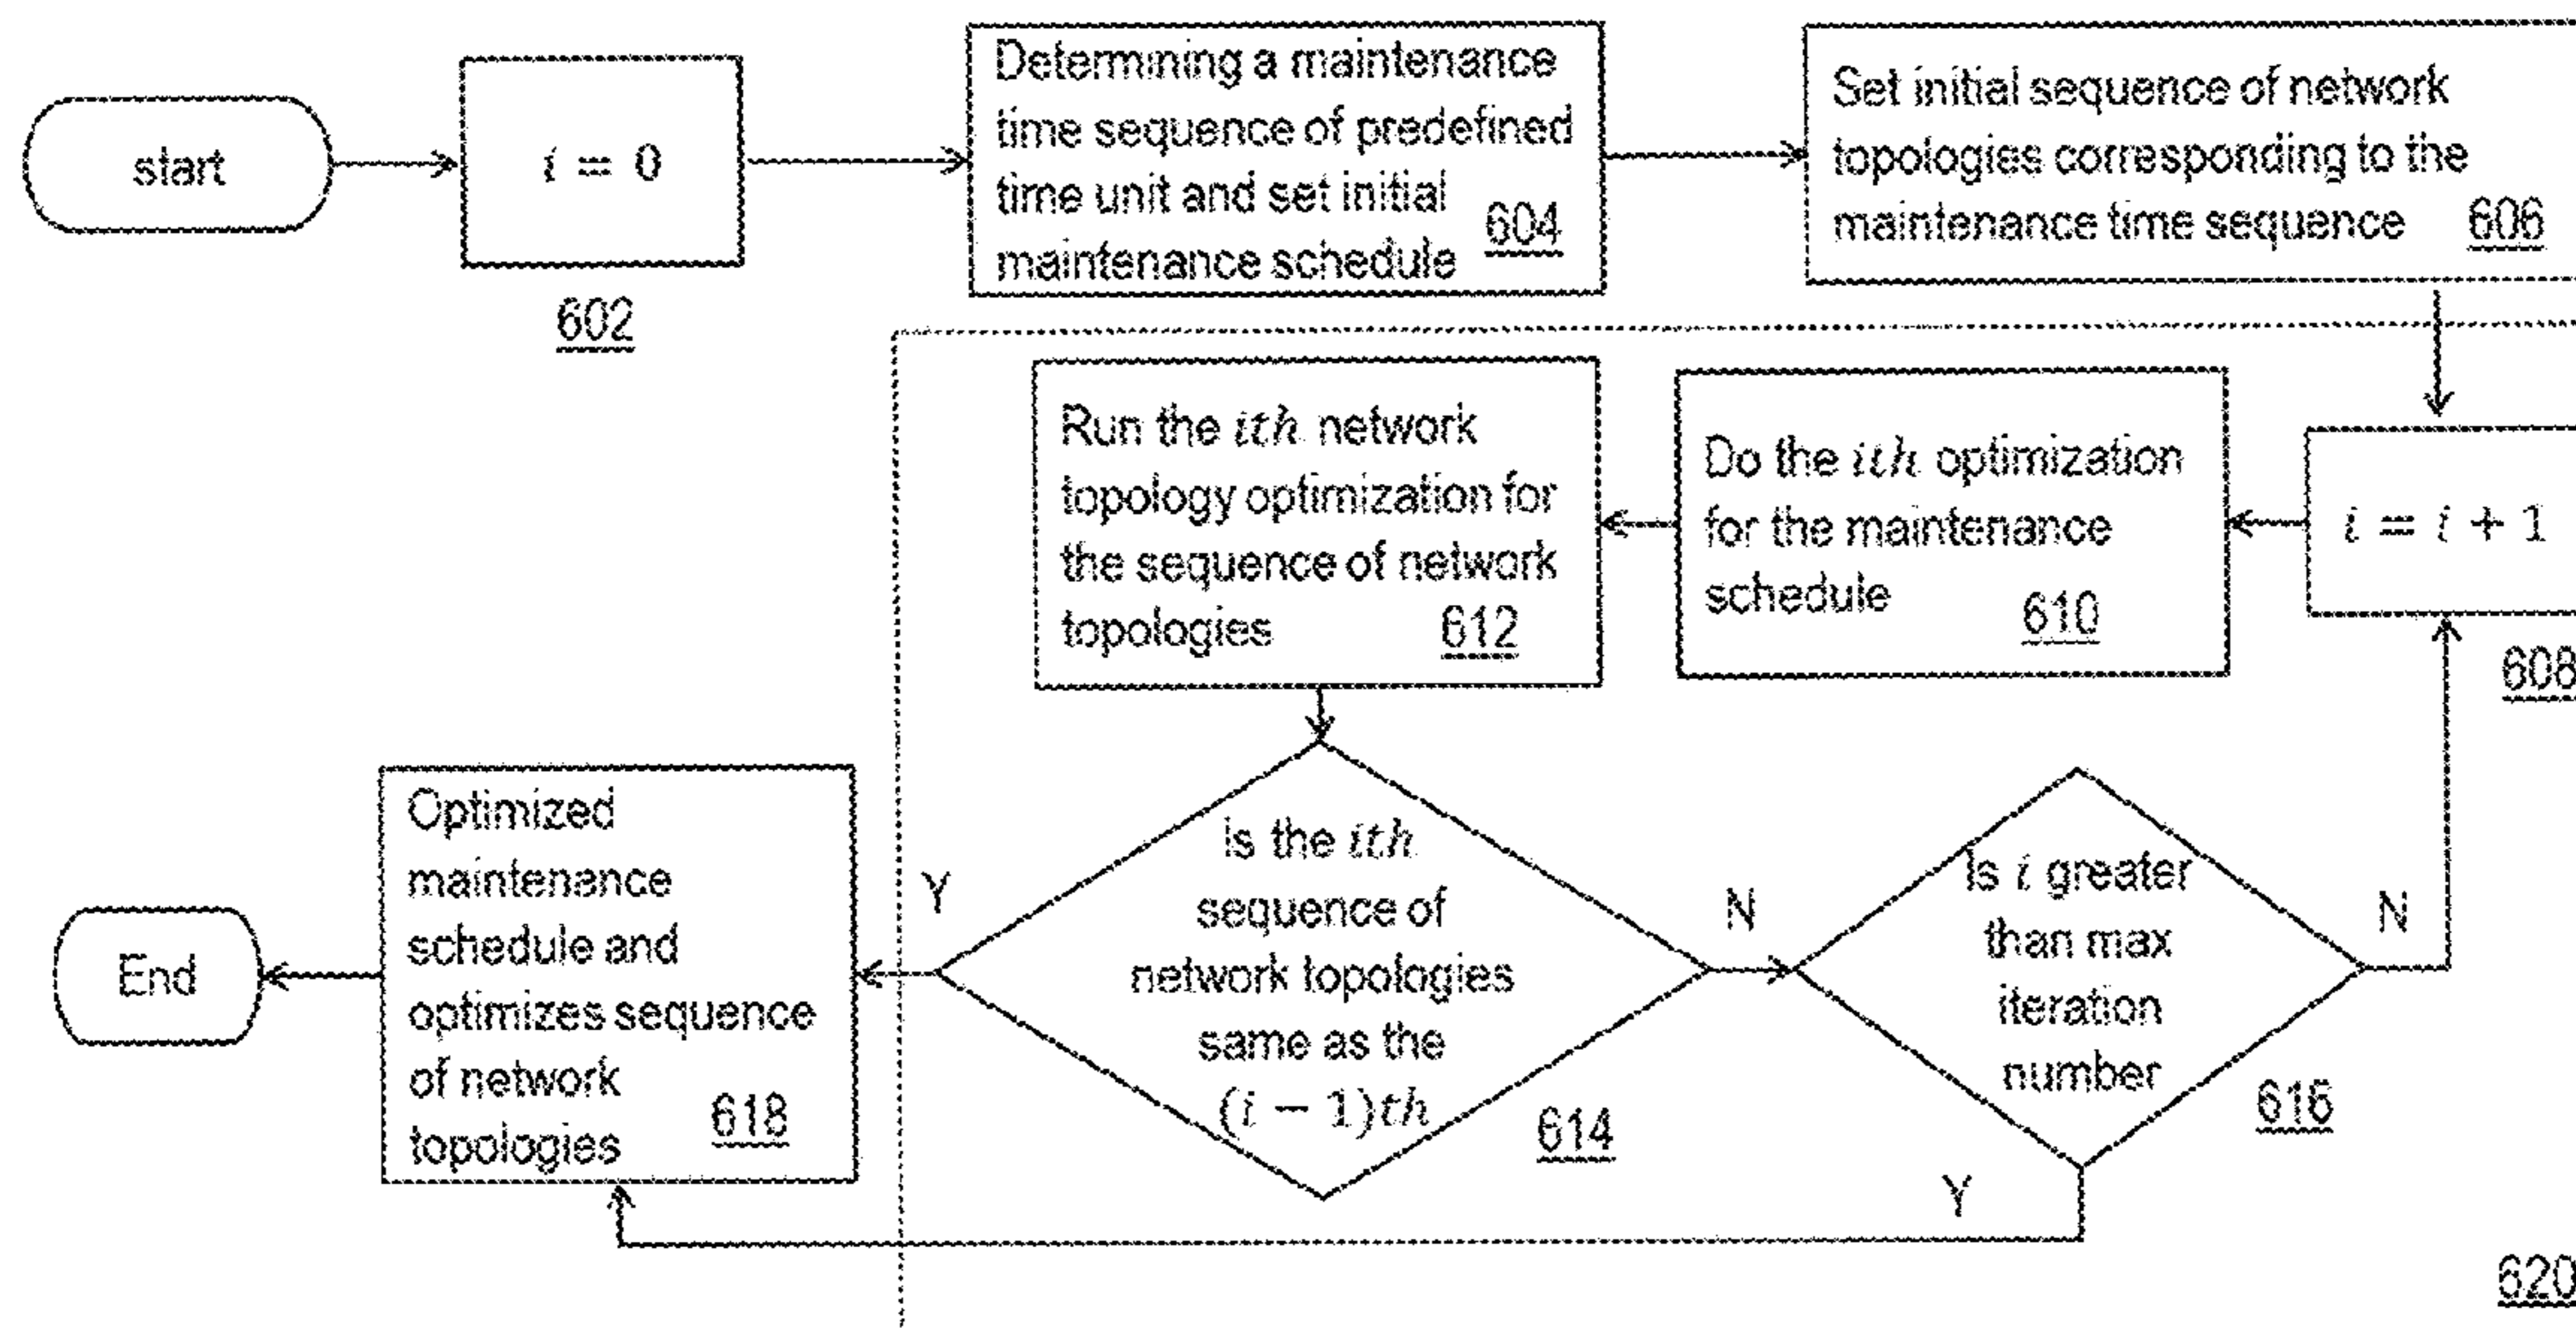 start
i = 0
602
Determining a maintenance
time sequence of predefined
time unit and set initial
maintenance schedule
604
Set initial sequence of network
topologies corresponding to the
maintenance time sequence
606
i = i + 1
608
Do the ith optimization
for the maintenance
schedule
610
Run the ith network
topology optimization for
the sequence of network
topologies
612
is the ith
sequence of
network topologies
same as the
(i − 1)th
614
Y
N
Is i greater
than max
iteration
number
616
N
Y
Optimized
maintenance
schedule and
optimizes sequence
of network
topologies
618
End
620